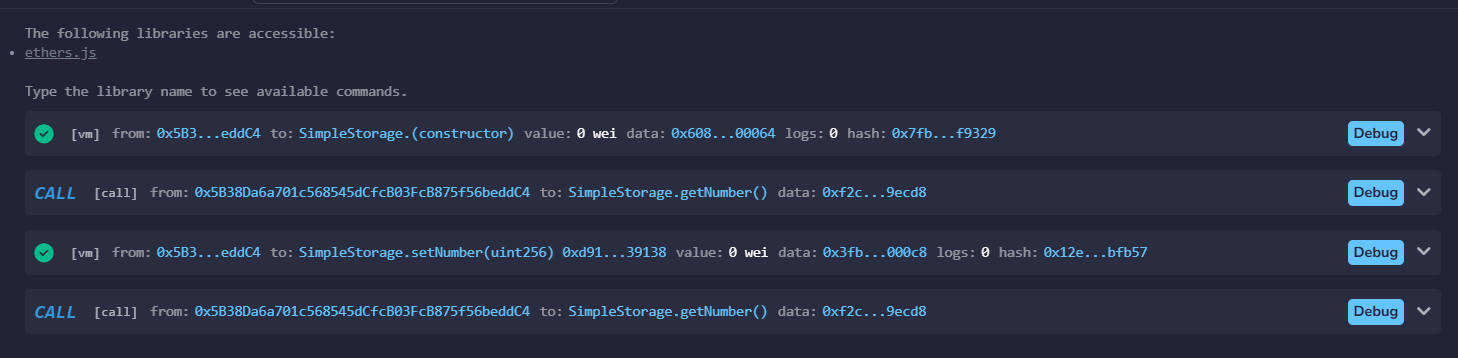 The following libraries are accessible:
• ethers.js
Type the library name to see available commands.
[vm] from: 0x5B3...eddC4 to: SimpleStorage.(constructor) value: 0 wei data: 0x608...00064 logs: 0 hash: 0x7fb...f9329 Debug
CALL [call] from: 0x5B38Da6a701c568545dCfcB03FcB875f56beddC4 to: SimpleStorage.getNumber() data: 0xf2c...9ecd8 Debug
[vm] from: 0x5B3...eddC4 to: SimpleStorage.setNumber(uint256) 0xd91...39138 value: 0 wei data: 0x3fb...000c8 logs: 0 hash: 0x12e...bfb57 Debug
CALL [call] from: 0x5B38Da6a701c568545dCfcB03FcB875f56beddC4 to: SimpleStorage.getNumber() data: 0xf2c...9ecd8 Debug